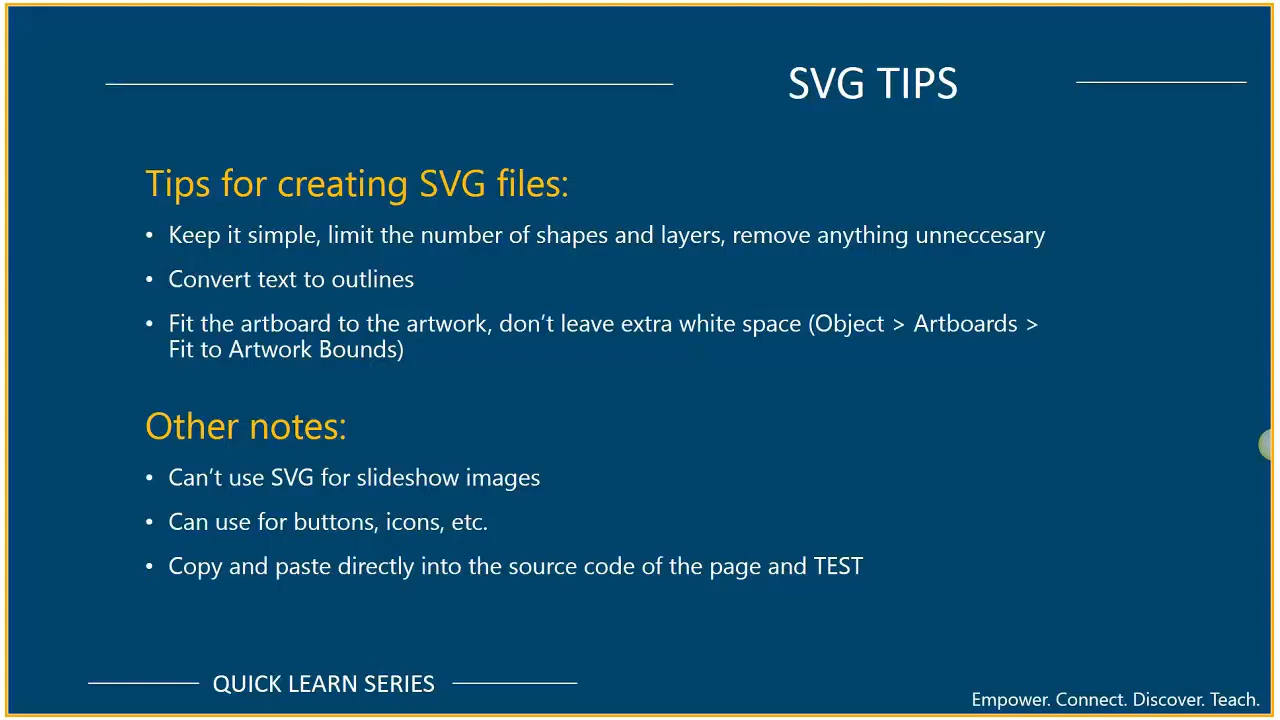 SVG TIPS
Tips for creating SVG files:
• Keep it simple, limit the number of shapes and layers, remove anything unneccesary
• Convert text to outlines
• Fit the artboard to the artwork, don’t leave extra white space (Object > Artboards >
Fit to Artwork Bounds)
Other notes:
• Can’t use SVG for slideshow images
• Can use for buttons, icons, etc.
• Copy and paste directly into the source code of the page and TEST
QUICK LEARN SERIES
Empower. Connect. Discover. Teach.